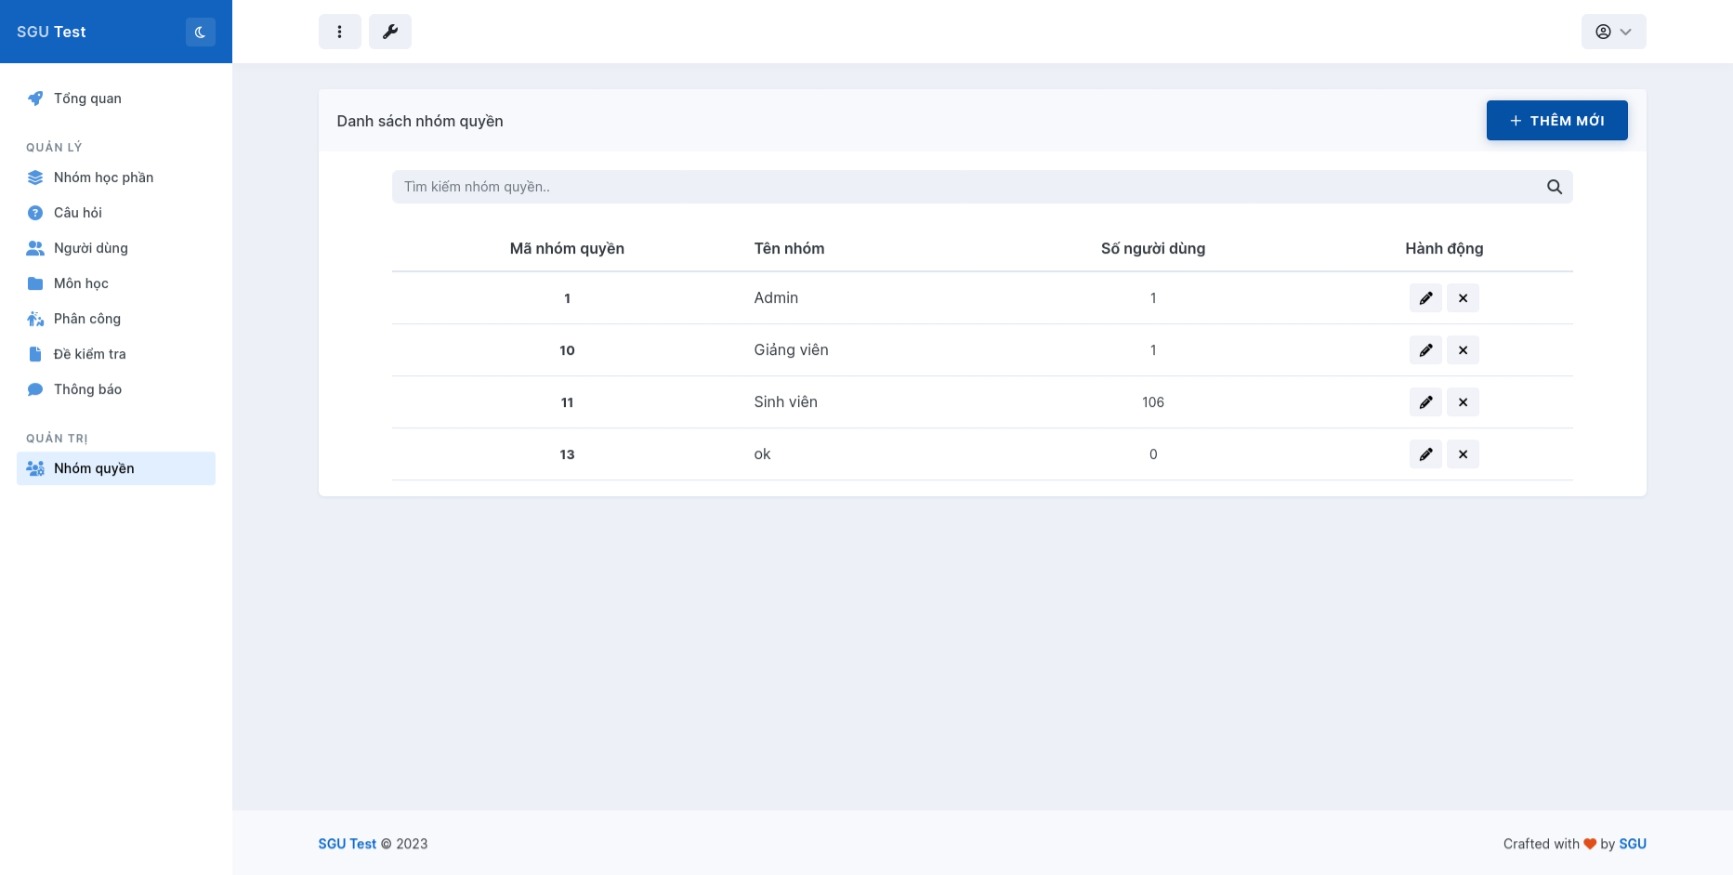 SGU Test
Tổng quan
QUẢN LÝ
Nhóm học phần
Câu hỏi
Người dùng
Môn học
Phân công
Đề kiểm tra
Thông báo
QUẢN TRỊ
Nhóm quyền
Danh sách nhóm quyền
THÊM MỚI
Tìm kiếm nhóm quyền..
Mã nhóm quyền Tên nhóm Số người dùng Hành động
1 Admin 1
10 Giảng viên 1
11 Sinh viên 106
13 ok 0
SGU Test © 2023
Crafted with ❤ by SGU